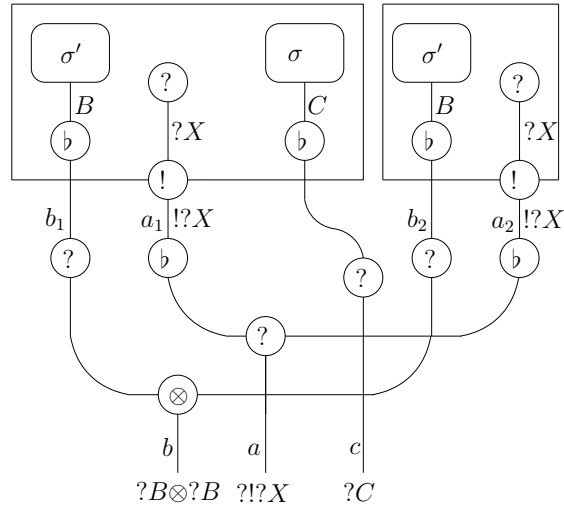 σ′ ? σ σ′ ?
B ?X C B ?X
♭ ♭ ♭
! !
b₁ a₁ !?X b₂ a₂ !?X
? ♭ ? ? ♭
?
⊗
b a c
?B⊗?B ?!?X ?C